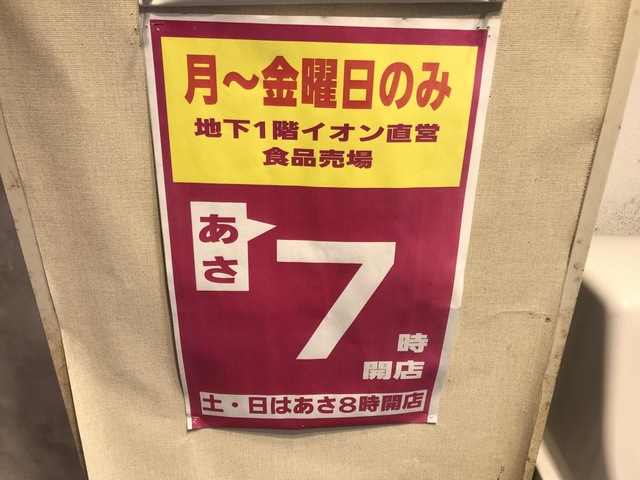 月〜金曜日のみ
地下1階イオン直営
食品売場
あさ
7
時
開店
土・日はあさ8時開店